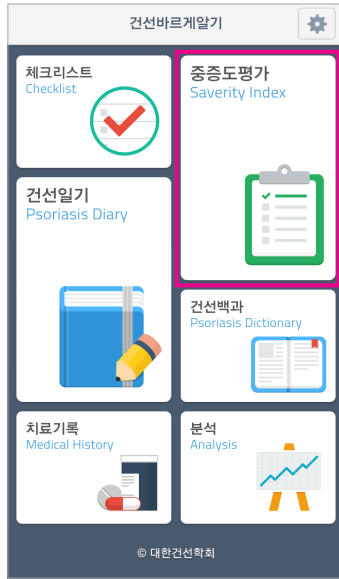 건선바르게알기
체크리스트
Checklist
중증도평가
Saverity Index
건선일기
Psoriasis Diary
건선백과
Psoriasis Dictionary
치료기록
Medical History
분석
Analysis
© 대한건선학회